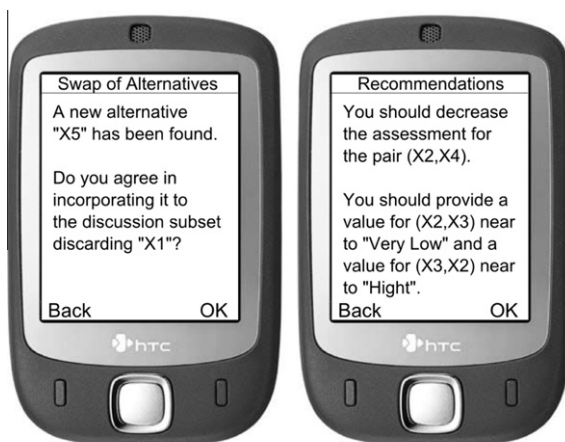 Swap of Alternatives
A new alternative
"X5" has been found.
Do you agree in
incorporating it to
the discussion subset
discarding "X1"?
Back OK
hTC
Recommendations
You should decrease
the assessment for
the pair (X2,X4).
You should provide a
value for (X2,X3) near
to "Very Low" and a
value for (X3,X2) near
to "Hight".
Back OK
hTC